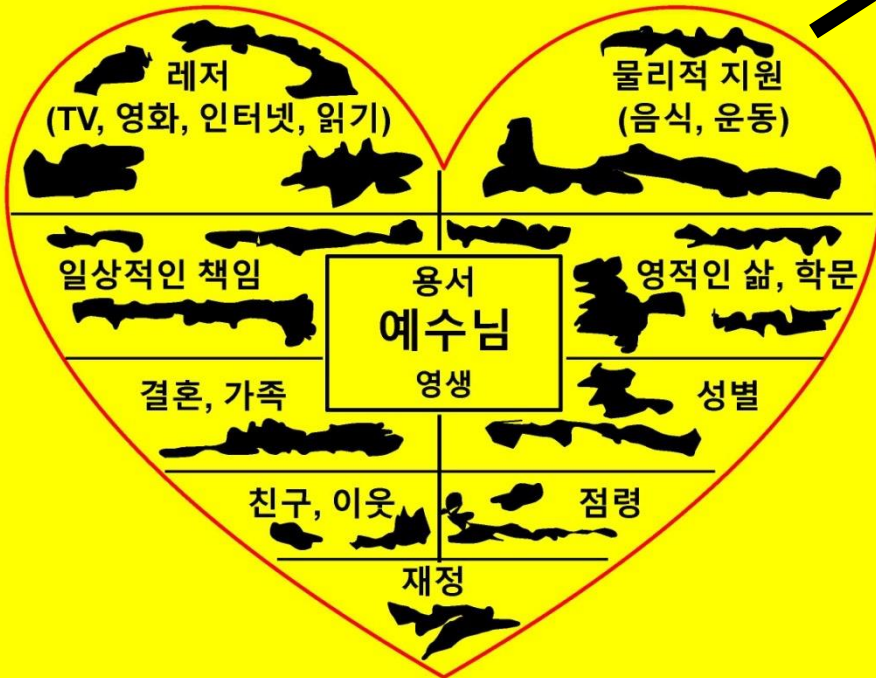 레저
(TV, 영화, 인터넷, 읽기)
물리적 지원
(음식, 운동)
일상적인 책임
용서
예수님
영생
영적인 삶, 학문
결혼, 가족
성별
친구, 이웃
점령
재정